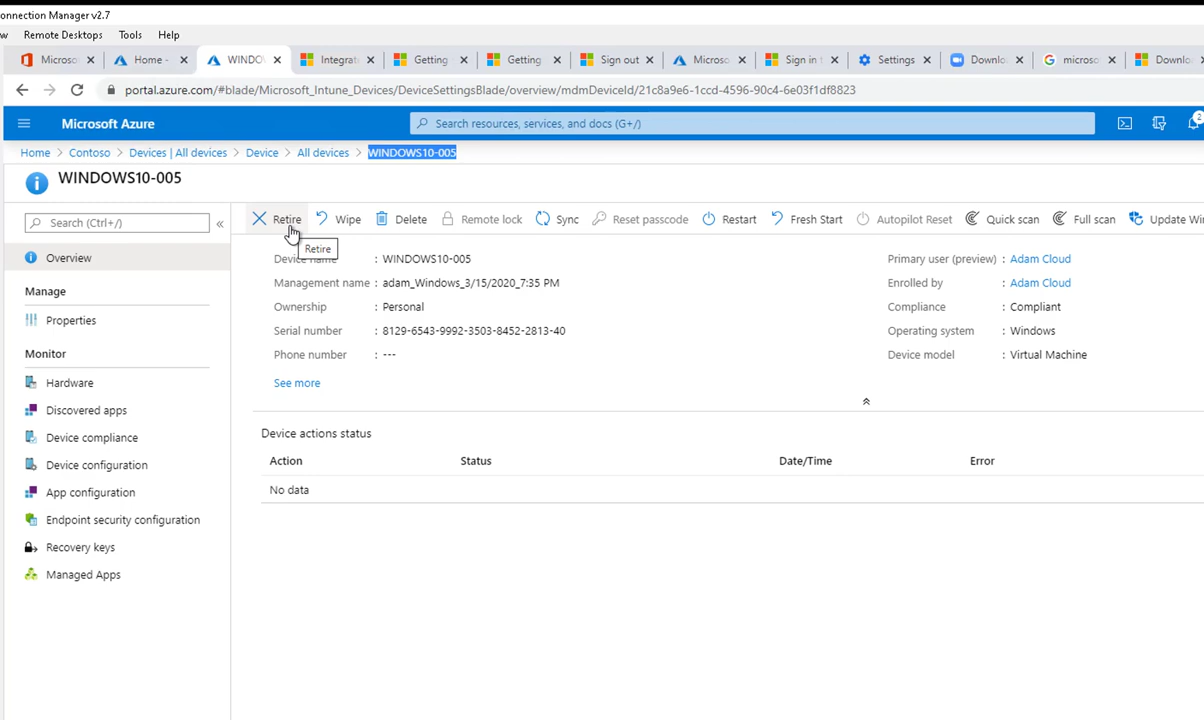 onnection Manager v2.7
w Remote Desktops Tools Help
Microso Home - WINDOW Integrat Getting Getting Sign out Microso Sign in t Settings Downlo microso Downlo
portal.azure.com/#blade/Microsoft_Intune_Devices/DeviceSettingsBlade/overview/mdmDeviceId/21c8a9e6-1ccd-4596-90c4-6e03f1df8823
Microsoft Azure Search resources, services, and docs (G+/) 2
Home > Contoso > Devices | All devices > Device > All devices > WINDOWS10-005
WINDOWS10-005
Search (Ctrl+/) « Retire Wipe Delete Remote lock Sync Reset passcode Restart Fresh Start Autopilot Reset Quick scan Full scan Update Win
Retire
Overview
Manage
Properties
Monitor
Hardware
Discovered apps
Device compliance
Device configuration
App configuration
Endpoint security configuration
Recovery keys
Managed Apps
Device name : WINDOWS10-005
Management name : adam_Windows_3/15/2020_7:35 PM
Ownership : Personal
Serial number : 8129-6543-9992-3503-8452-2813-40
Phone number : ---
See more
Primary user (preview) : Adam Cloud
Enrolled by : Adam Cloud
Compliance : Compliant
Operating system : Windows
Device model : Virtual Machine
Device actions status
Action Status Date/Time Error
No data